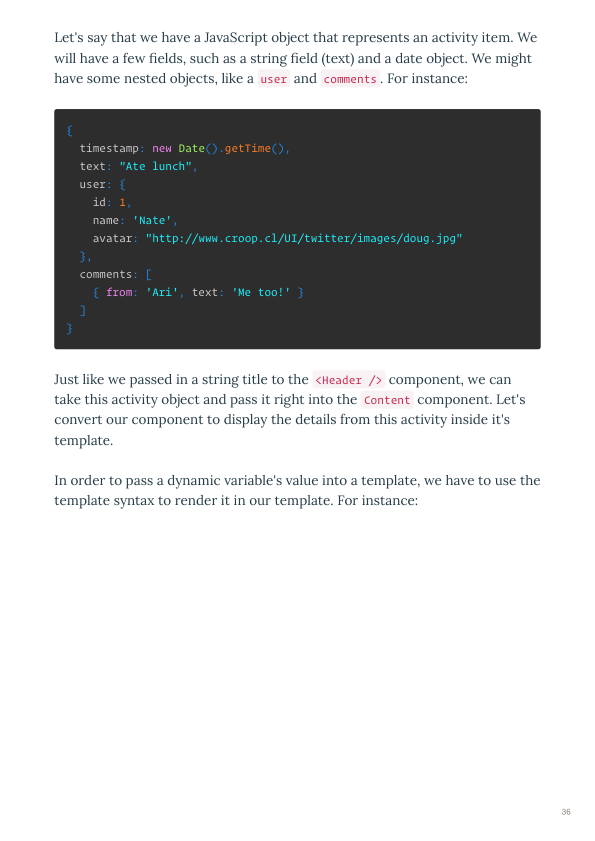 Let's say that we have a JavaScript object that represents an activity item. We
will have a few fields, such as a string field (text) and a date object. We might
have some nested objects, like a user and comments . For instance:
{
  timestamp: new Date().getTime(),
  text: "Ate lunch",
  user: {
    id: 1,
    name: 'Nate',
    avatar: "http://www.croop.cl/UI/twitter/images/doug.jpg"
  },
  comments: [
    { from: 'Ari', text: 'Me too!' }
  ]
}
Just like we passed in a string title to the <Header /> component, we can
take this activity object and pass it right into the Content component. Let's
convert our component to display the details from this activity inside it's
template.
In order to pass a dynamic variable's value into a template, we have to use the
template syntax to render it in our template. For instance:
36